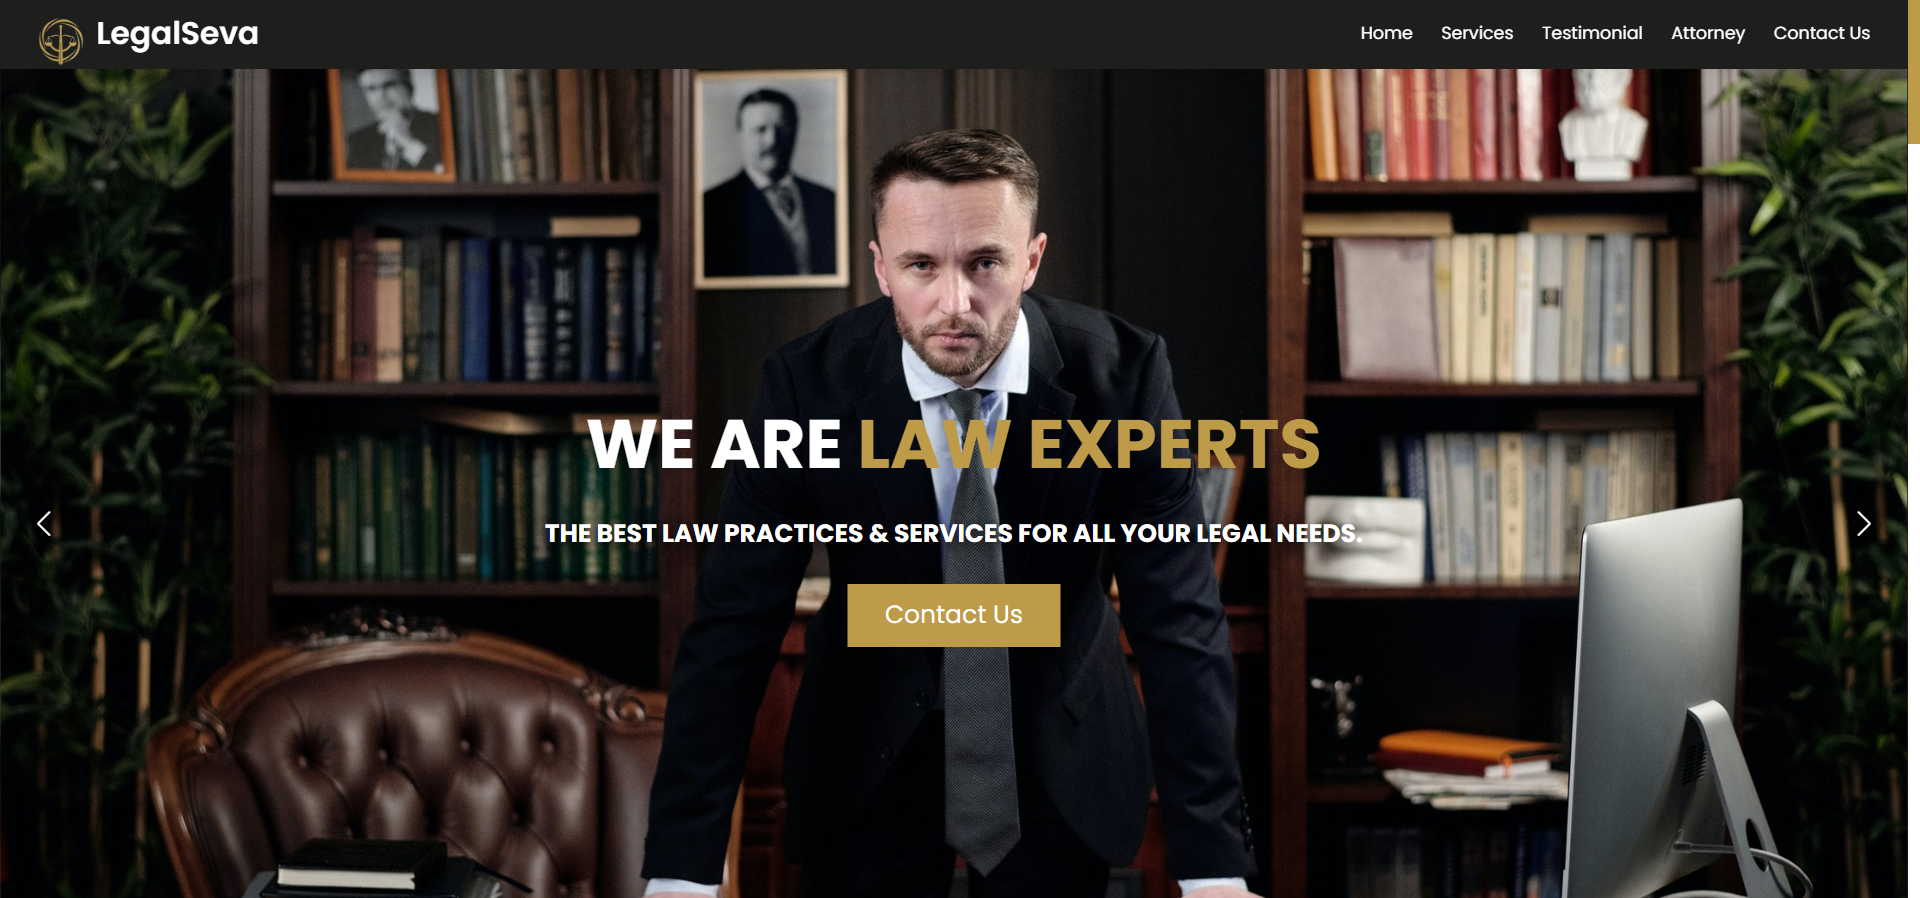 LegalSeva
Home
Services
Testimonial
Attorney
Contact Us
WE ARE LAW EXPERTS
THE BEST LAW PRACTICES & SERVICES FOR ALL YOUR LEGAL NEEDS.
Contact Us